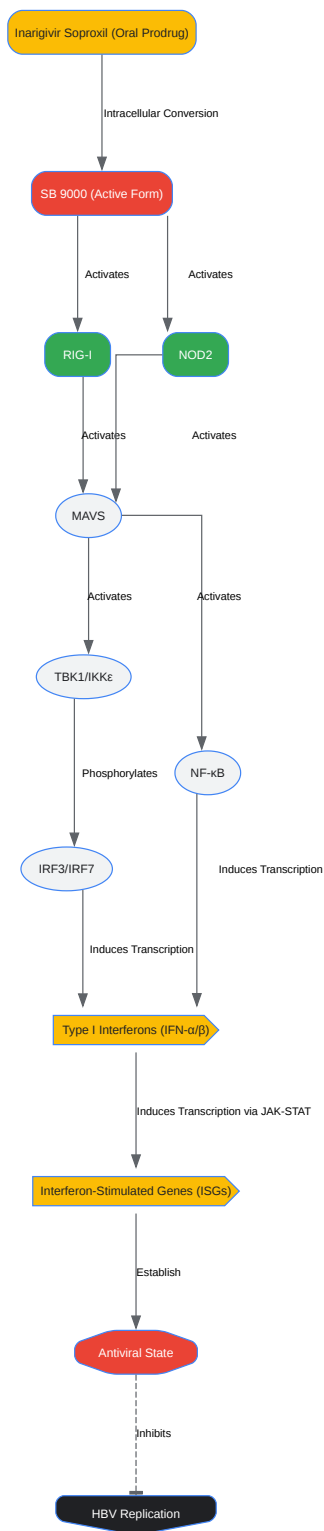 Inarigivir Soproxil (Oral Prodrug)
Intracellular Conversion
SB 9000 (Active Form)
Activates
Activates
RIG-I
NOD2
Activates
Activates
MAVS
Activates
Activates
TBK1/IKKε
Phosphorylates
NF-κB
IRF3/IRF7
Induces Transcription
Induces Transcription
Type I Interferons (IFN-α/β)
Induces Transcription via JAK-STAT
Interferon-Stimulated Genes (ISGs)
Establish
Antiviral State
Inhibits
HBV Replication